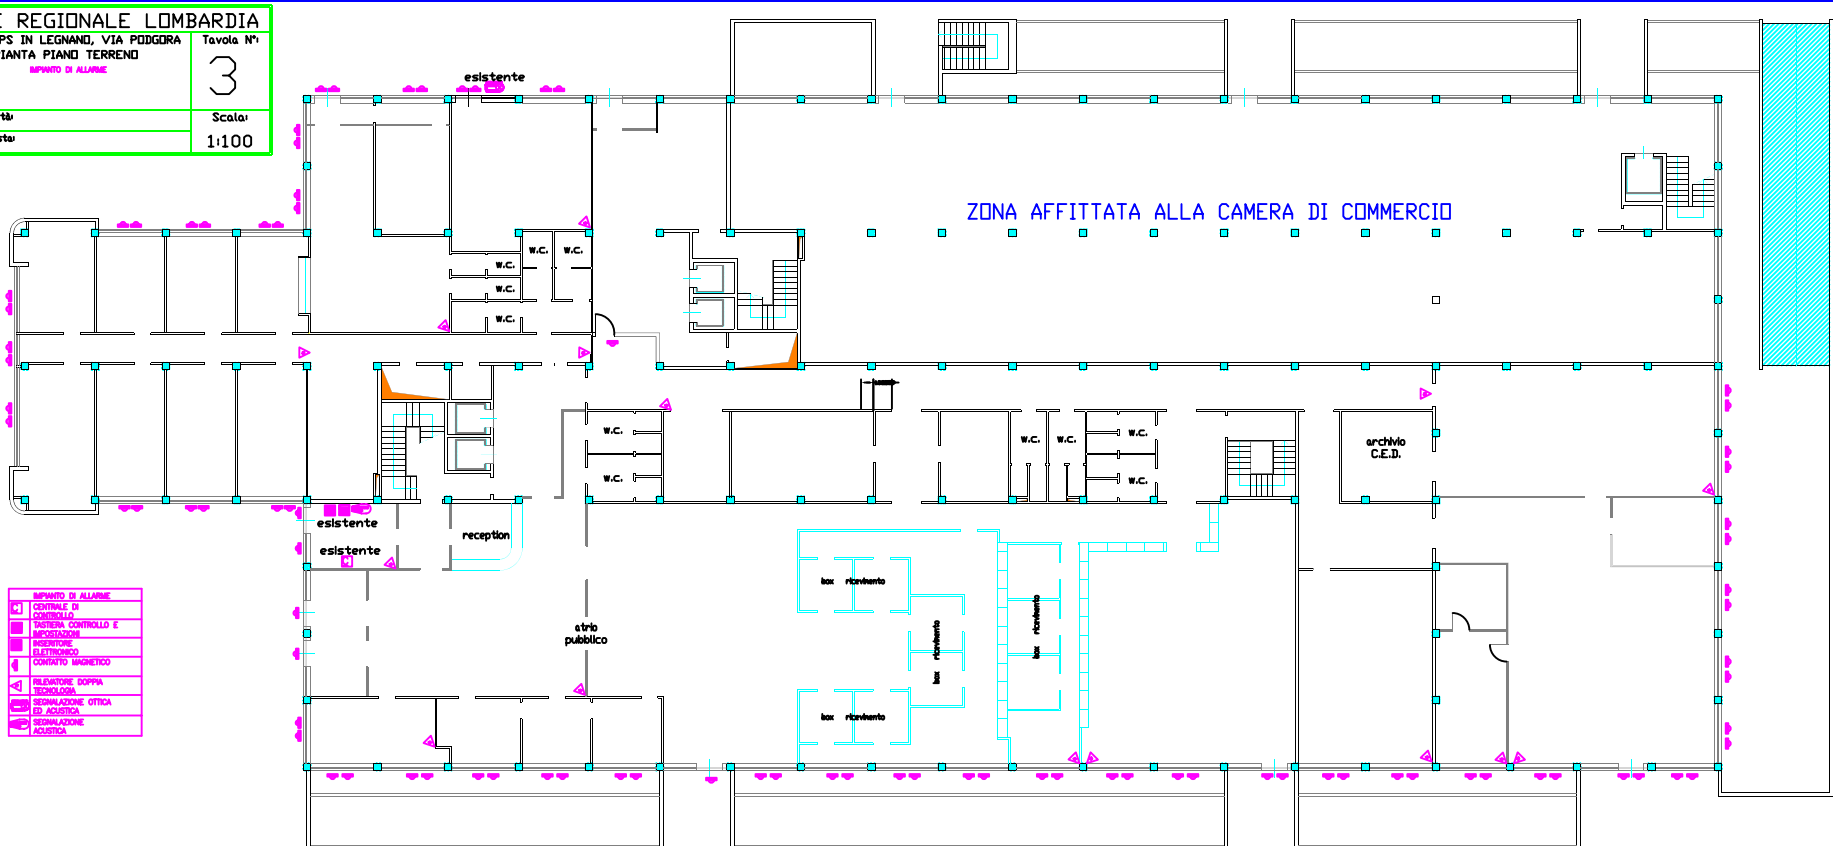 E REGIONALE LOMBARDIA
PS IN LEGNANO, VIA PODGORA
IANTA PIANO TERRENO
IMPIANTO DI ALLARME
Tavola N°:
3
tà:
Scala:
sta:
1:100
esistente
ZONA AFFITTATA ALLA CAMERA DI COMMERCIO
W.C.
W.C.
W.C.
W.C.
W.C.
W.C.
W.C.
W.C.
W.C.
W.C.
W.C.
archivio
C.E.D.
esistente
esistente
reception
atrio
pubblico
box ricevimento
box ricevimento
box ricevimento
box ricevimento
IMPIANTO DI ALLARME
CENTRALE DI
CONTROLLO
TASTIERA CONTROLLO E
IMPOSTAZIONI
INSERITORE
ELETTRONICO
CONTATTO MAGNETICO
RILEVATORE DOPPIA
TECNOLOGIA
SEGNALAZIONE OTTICA
ED ACUSTICA
SEGNALAZIONE
ACUSTICA